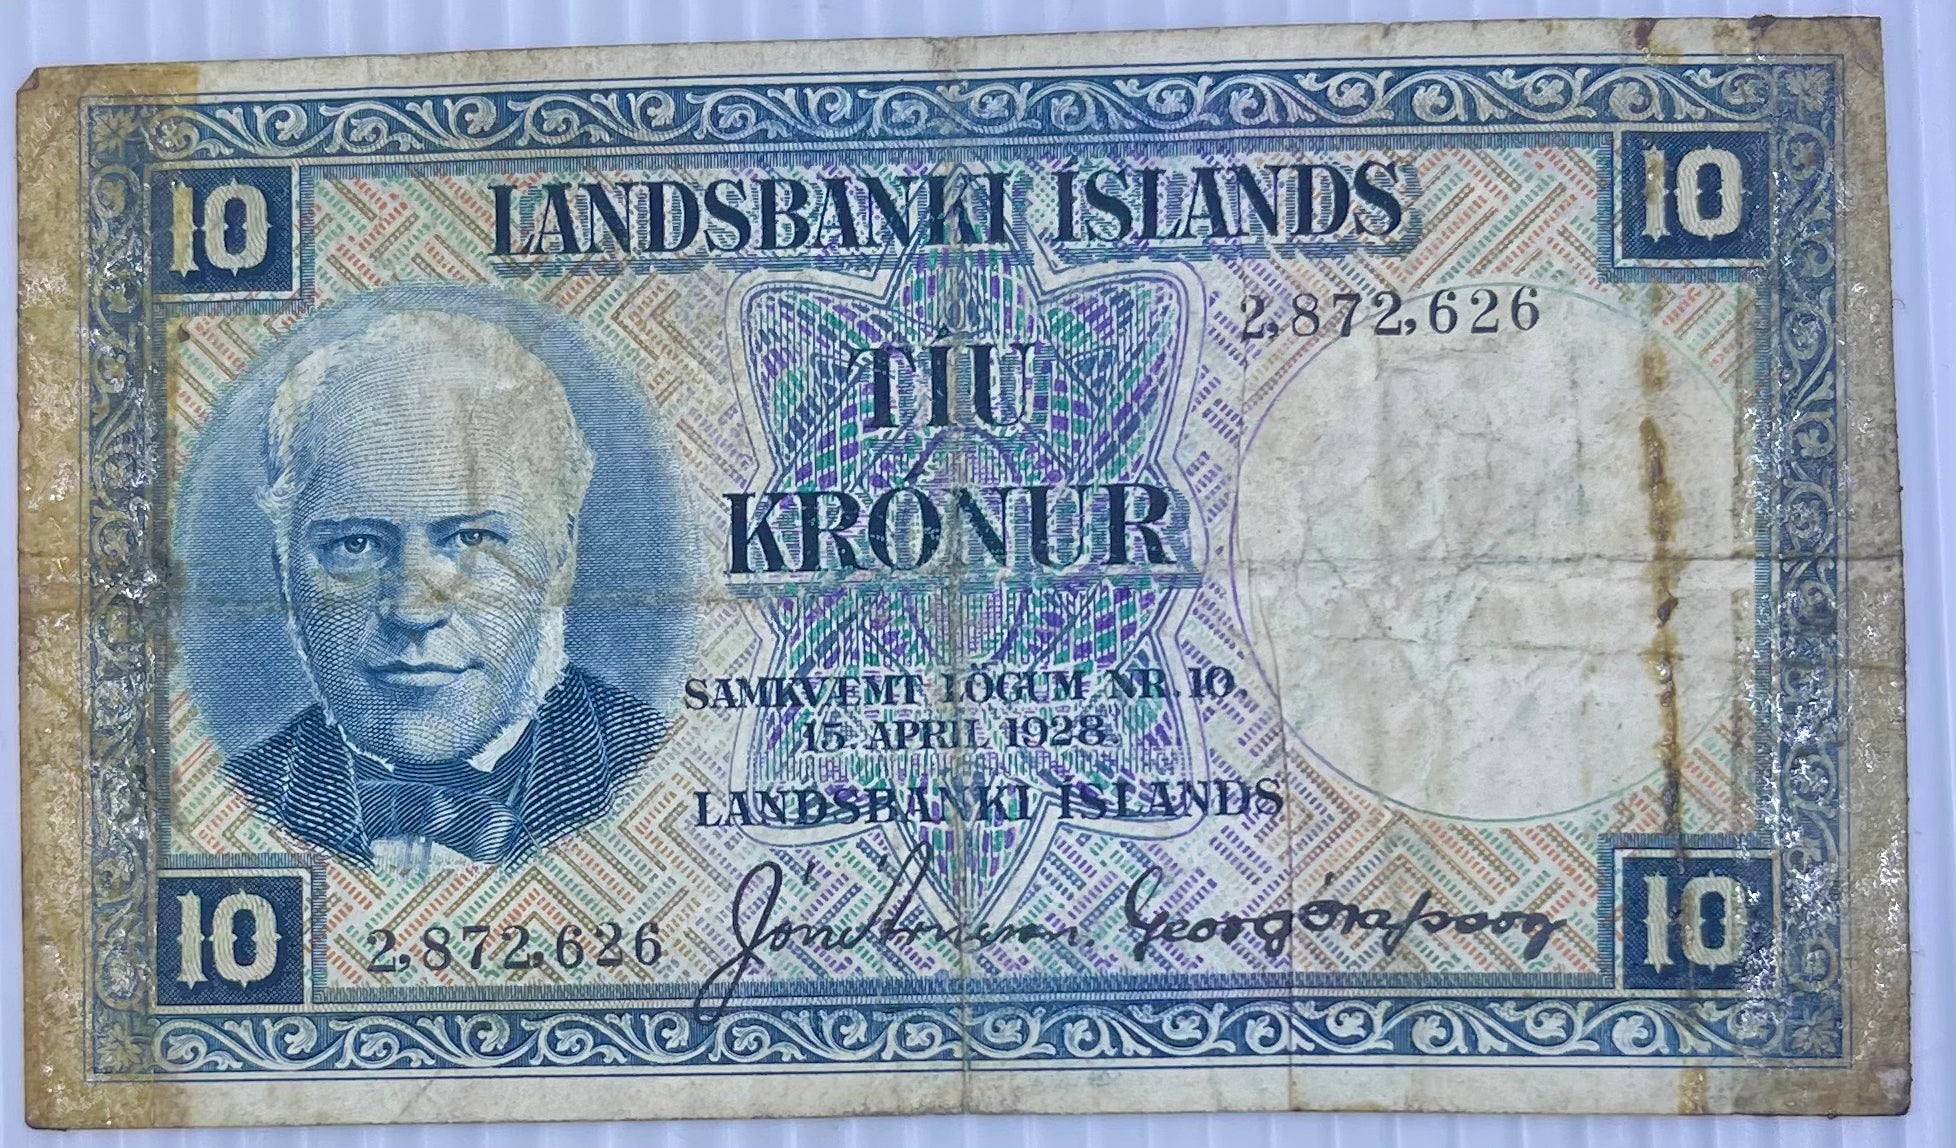 10 LANDSBANKI ÍSLANDS 10
2,872,626
TÍU
KRÓNUR
SAMKVÆMT LÖGUM NR. 10.
15. APRIL 1928.
LANDSBANKI ÍSLANDS
10 2,872,626 10